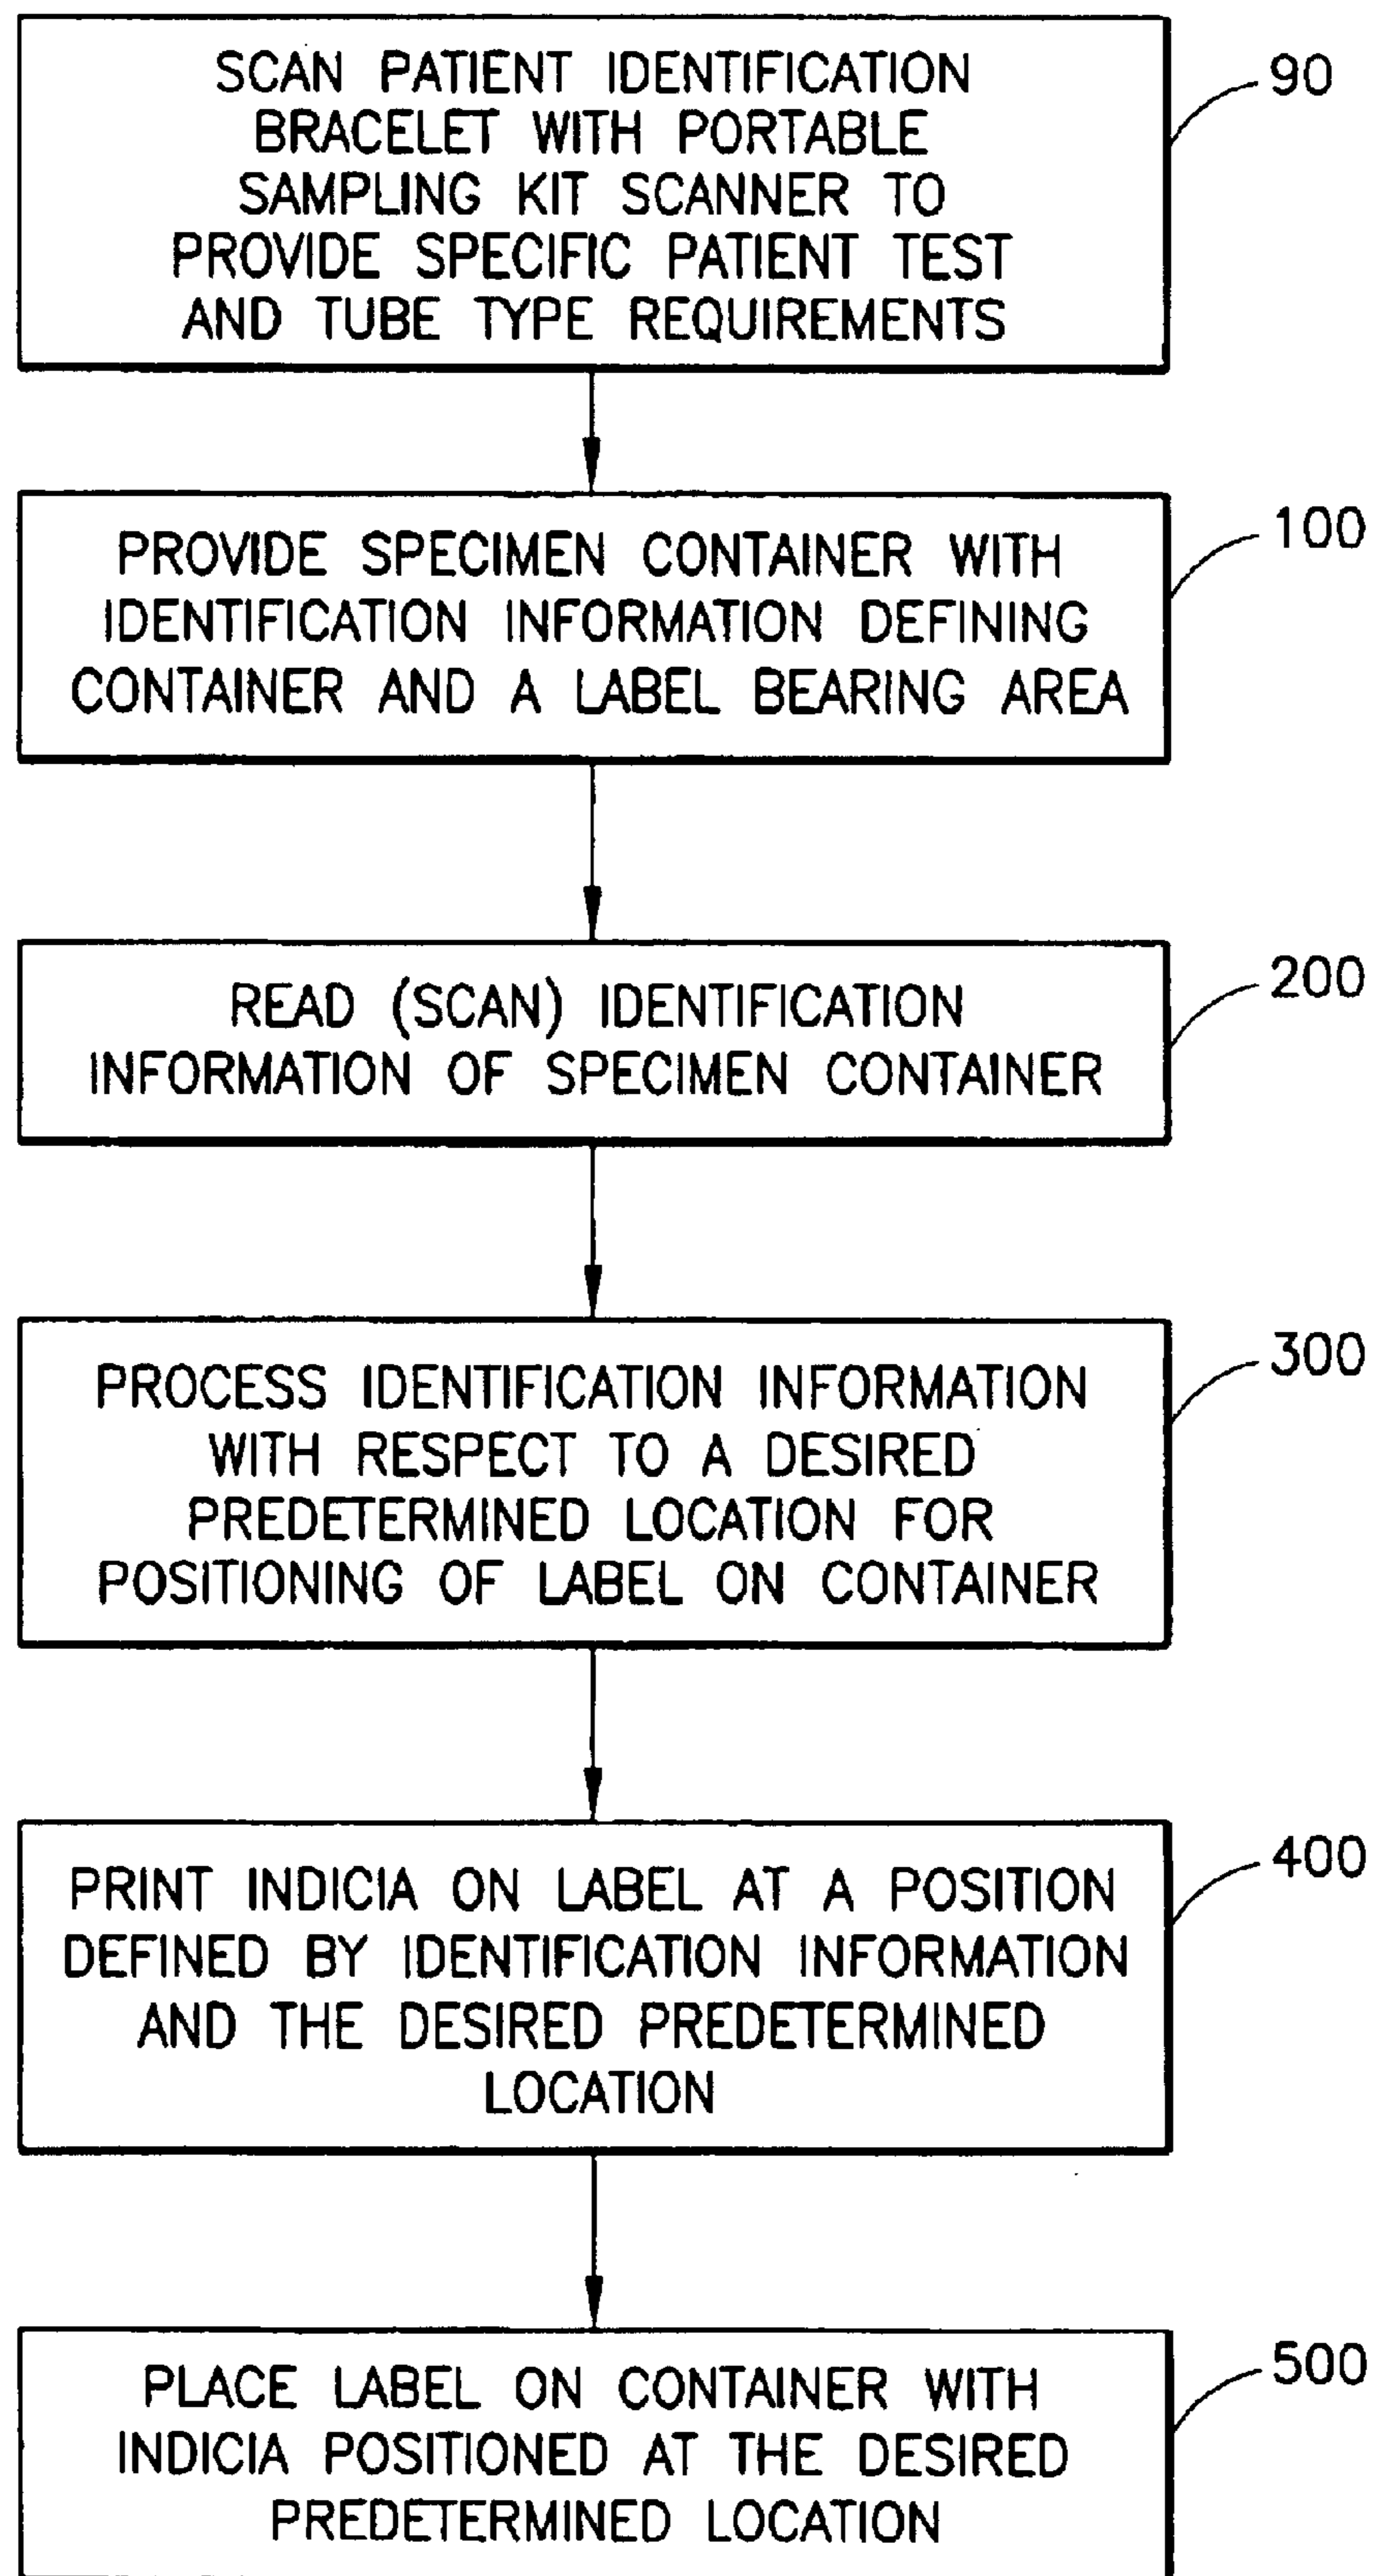 SCAN PATIENT IDENTIFICATION
BRACELET WITH PORTABLE
SAMPLING KIT SCANNER TO
PROVIDE SPECIFIC PATIENT TEST
AND TUBE TYPE REQUIREMENTS
90
PROVIDE SPECIMEN CONTAINER WITH
IDENTIFICATION INFORMATION DEFINING
CONTAINER AND A LABEL BEARING AREA
100
READ (SCAN) IDENTIFICATION
INFORMATION OF SPECIMEN CONTAINER
200
PROCESS IDENTIFICATION INFORMATION
WITH RESPECT TO A DESIRED
PREDETERMINED LOCATION FOR
POSITIONING OF LABEL ON CONTAINER
300
PRINT INDICIA ON LABEL AT A POSITION
DEFINED BY IDENTIFICATION INFORMATION
AND THE DESIRED PREDETERMINED
LOCATION
400
PLACE LABEL ON CONTAINER WITH
INDICIA POSITIONED AT THE DESIRED
PREDETERMINED LOCATION
500